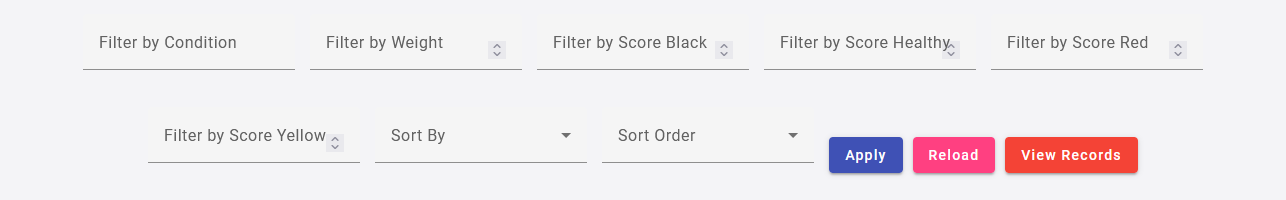 Filter by Condition Filter by Weight Filter by Score Black Filter by Score Healthy Filter by Score Red
Filter by Score Yellow Sort By Sort Order Apply Reload View Records